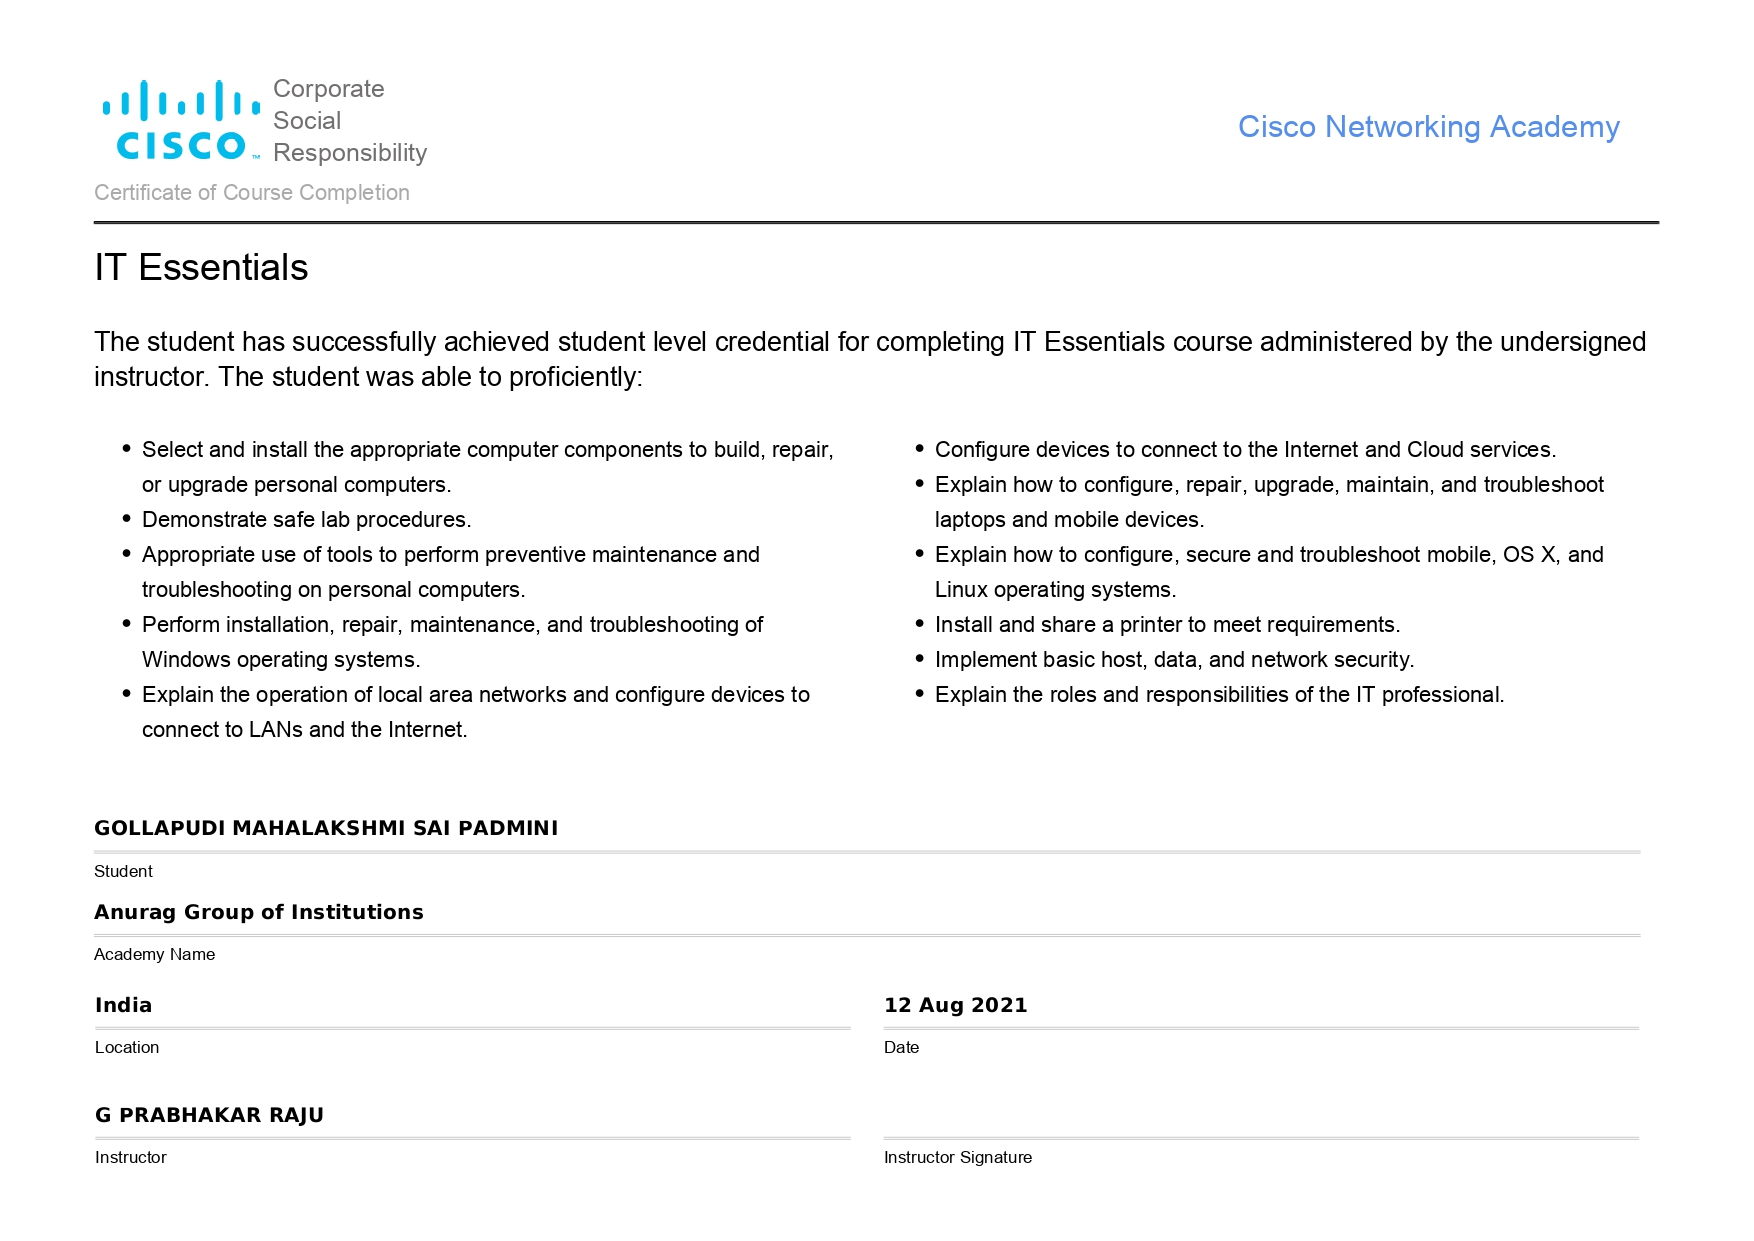 Corporate
Social
Responsibility
CISCO™
Cisco Networking Academy
Certificate of Course Completion
IT Essentials
The student has successfully achieved student level credential for completing IT Essentials course administered by the undersigned
instructor. The student was able to proficiently:
• Select and install the appropriate computer components to build, repair,
or upgrade personal computers.
• Demonstrate safe lab procedures.
• Appropriate use of tools to perform preventive maintenance and
troubleshooting on personal computers.
• Perform installation, repair, maintenance, and troubleshooting of
Windows operating systems.
• Explain the operation of local area networks and configure devices to
connect to LANs and the Internet.
• Configure devices to connect to the Internet and Cloud services.
• Explain how to configure, repair, upgrade, maintain, and troubleshoot
laptops and mobile devices.
• Explain how to configure, secure and troubleshoot mobile, OS X, and
Linux operating systems.
• Install and share a printer to meet requirements.
• Implement basic host, data, and network security.
• Explain the roles and responsibilities of the IT professional.
GOLLAPUDI MAHALAKSHMI SAI PADMINI
Student
Anurag Group of Institutions
Academy Name
India
Location
12 Aug 2021
Date
G PRABHAKAR RAJU
Instructor
Instructor Signature